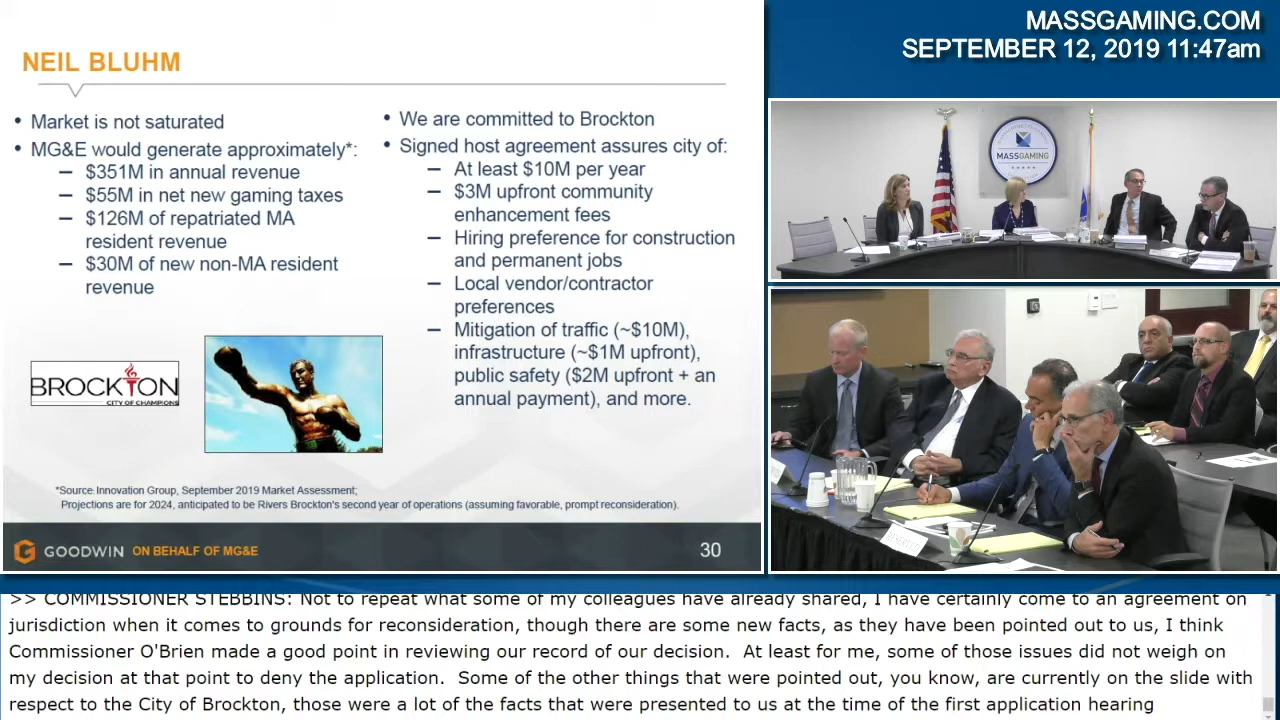 MASSGAMING.COM
SEPTEMBER 12, 2019 11:47am
NEIL BLUHM
• Market is not saturated
• MG&E would generate approximately*:
– $351M in annual revenue
– $55M in net new gaming taxes
– $126M of repatriated MA
resident revenue
– $30M of new non-MA resident
revenue
• We are committed to Brockton
• Signed host agreement assures city of:
– At least $10M per year
– $3M upfront community
enhancement fees
– Hiring preference for construction
and permanent jobs
– Local vendor/contractor
preferences
– Mitigation of traffic (~$10M),
infrastructure (~$1M upfront),
public safety ($2M upfront + an
annual payment), and more.
BROCKTON
CITY OF CHAMPIONS
*Source: Innovation Group, September 2019 Market Assessment;
Projections are for 2024, anticipated to be Rivers Brockton's second year of operations (assuming favorable, prompt reconsideration).
GOODWIN ON BEHALF OF MG&E
30
MASSGAMING
RESERVED
>> COMMISSIONER STEBBINS: Not to repeat what some of my colleagues have already shared, I have certainly come to an agreement on
jurisdiction when it comes to grounds for reconsideration, though there are some new facts, as they have been pointed out to us, I think
Commissioner O'Brien made a good point in reviewing our record of our decision. At least for me, some of those issues did not weigh on
my decision at that point to deny the application. Some of the other things that were pointed out, you know, are currently on the slide with
respect to the City of Brockton, those were a lot of the facts that were presented to us at the time of the first application hearing